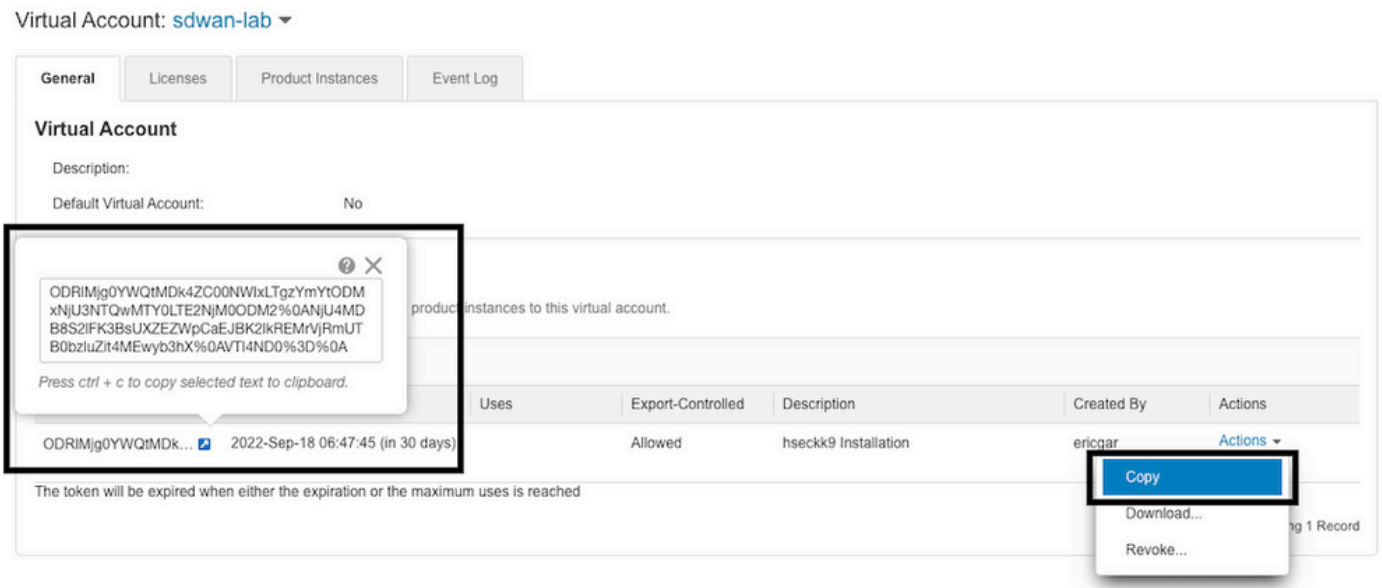 Virtual Account: sdwan-lab
General
Licenses
Product Instances
Event Log
Virtual Account
Description:
Default Virtual Account: No
ODRlMjg0YWQtMDk4ZC00NWIxLTgzYmYtODM
xNjU3NTQwMTY0LTE2NjM0ODM2%0ANjU4MD
B8S2lFK3BsUXZEZWpCaEJBK2lkREMrVjRmUT
B0bzluZit4MEwyb3hX%0AVTl4ND0%3D%0A
product instances to this virtual account.
Press ctrl + c to copy selected text to clipboard.
Uses
Export-Controlled
Description
Created By
Actions
ODRlMjg0YWQtMDk...
2022-Sep-18 06:47:45 (in 30 days)
Allowed
hseckk9 Installation
ericgar
Actions
Copy
The token will be expired when either the expiration or the maximum uses is reached
Download...
ng 1 Record
Revoke...